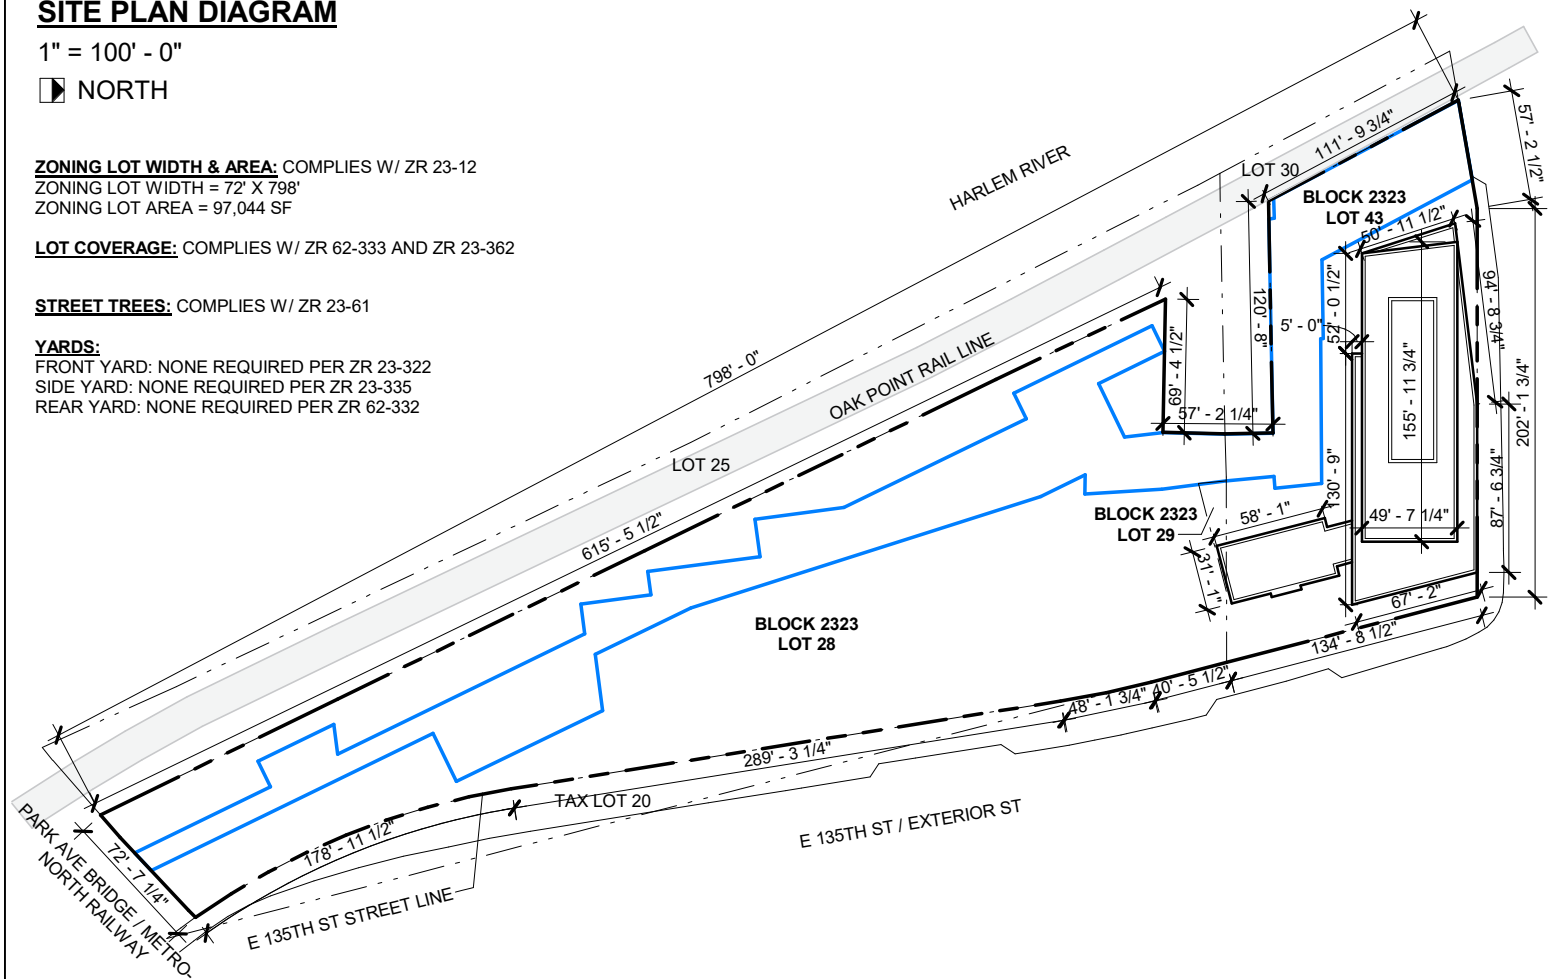 SITE PLAN DIAGRAM
1" = 100' - 0"
NORTH
ZONING LOT WIDTH & AREA: COMPLIES W/ ZR 23-12
ZONING LOT WIDTH = 72' X 798'
ZONING LOT AREA = 97,044 SF
LOT COVERAGE: COMPLIES W/ ZR 62-333 AND ZR 23-362
STREET TREES: COMPLIES W/ ZR 23-61
YARDS:
FRONT YARD: NONE REQUIRED PER ZR 23-322
SIDE YARD: NONE REQUIRED PER ZR 23-335
REAR YARD: NONE REQUIRED PER ZR 62-332
HARLEM RIVER
798' - 0"
OAK POINT RAIL LINE
LOT 25
615' - 5 1/2"
LOT 30
111' - 9 3/4"
57' - 2 1/2"
BLOCK 2323
LOT 43
50' - 11 1/2"
120' - 8"
52' - 0 1/2"
5' - 0"
94' - 8 3/4"
69' - 4 1/2"
57' - 2 1/4"
155' - 11 3/4"
202' - 1 3/4"
130' - 9"
87' - 6 3/4"
49' - 7 1/4"
BLOCK 2323
LOT 29
58' - 1"
31' - 1"
67' - 2"
134' - 8 1/2"
40' - 5 1/2"
48' - 1 3/4"
BLOCK 2323
LOT 28
289' - 3 1/4"
TAX LOT 20
178' - 11 1/2"
E 135TH ST / EXTERIOR ST
E 135TH ST STREET LINE
72' - 7 1/4"
PARK AVE BRIDGE / METRO-
NORTH RAILWAY